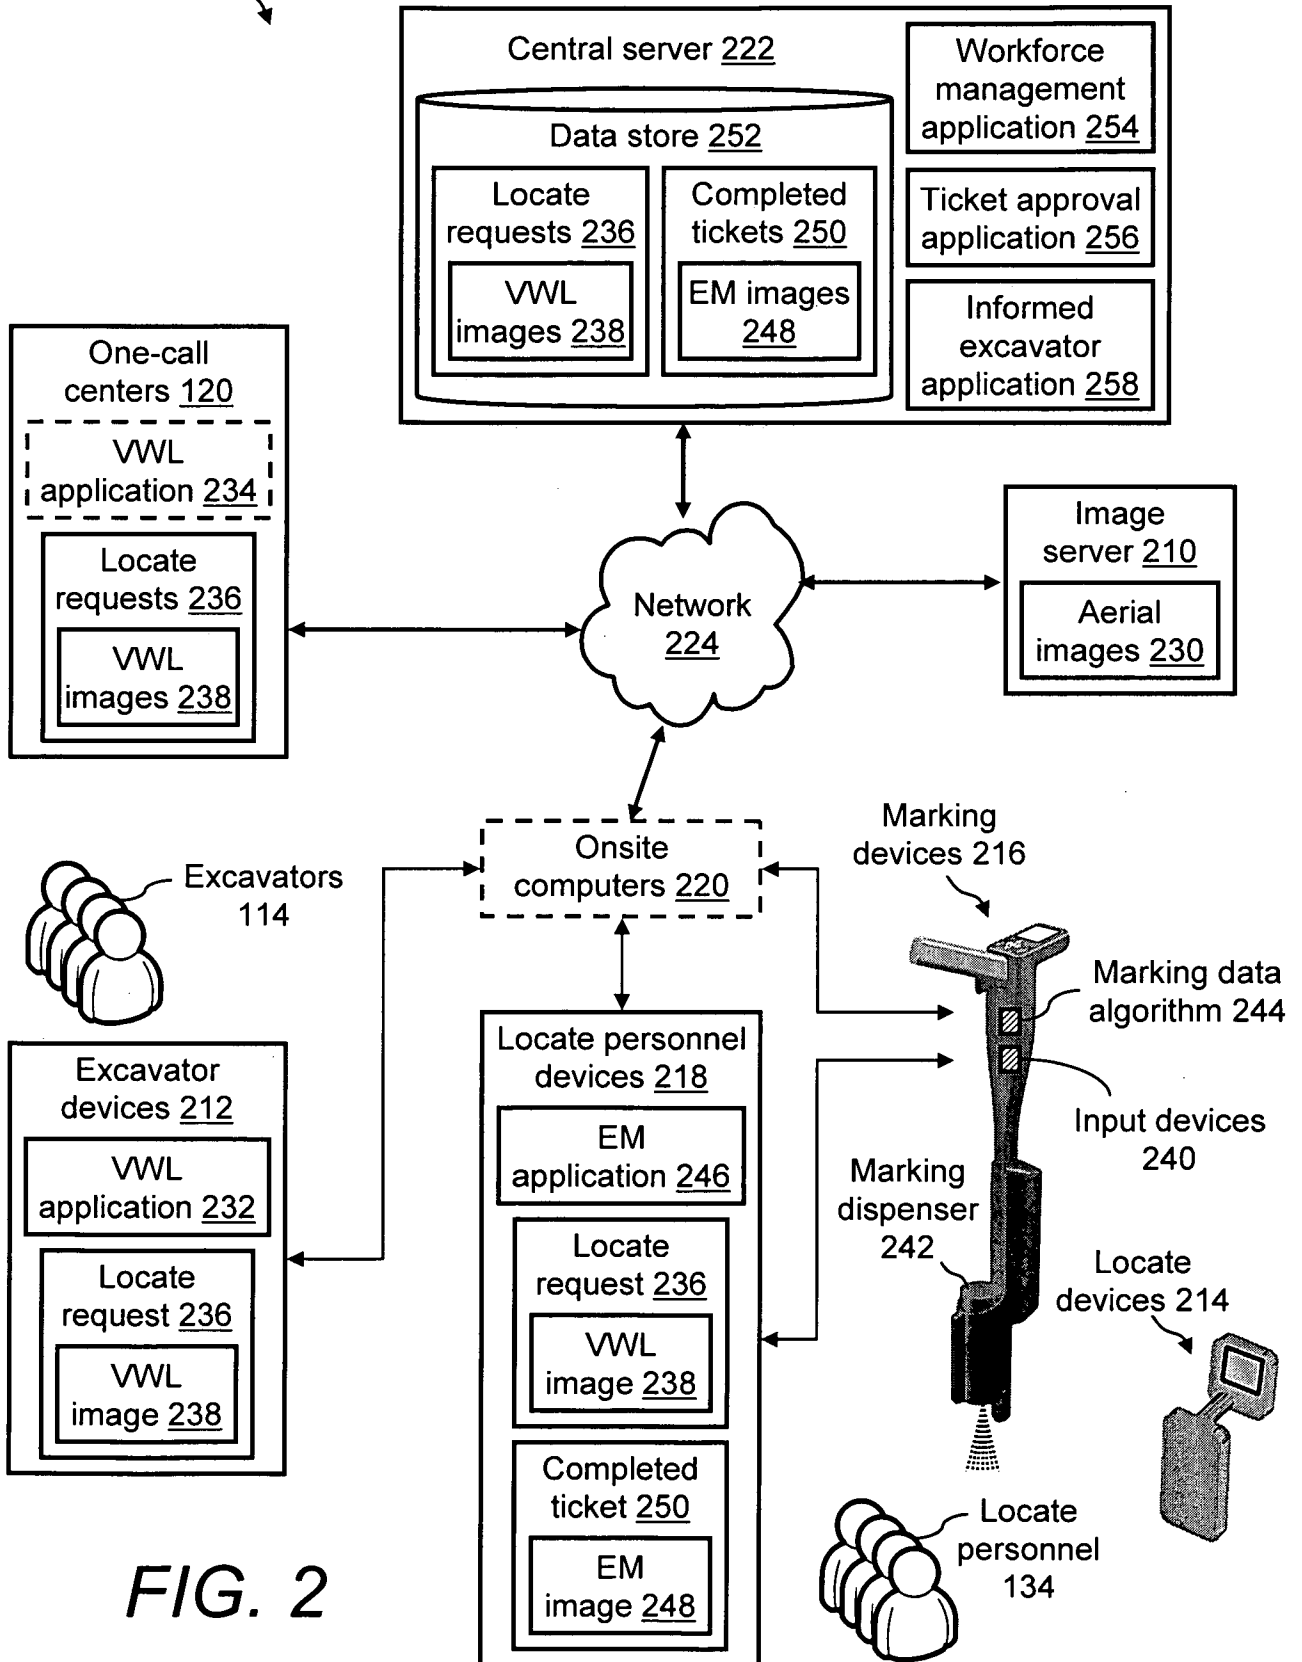 Central server 222
Data store 252
Locate
requests 236
VWL
images 238
Completed
tickets 250
EM images
248
Workforce
management
application 254
Ticket approval
application 256
Informed
excavator
application 258
One-call
centers 120
VWL
application 234
Locate
requests 236
VWL
images 238
Network
224
Image
server 210
Aerial
images 230
Onsite
computers 220
Excavators
114
Excavator
devices 212
VWL
application 232
Locate
request 236
VWL
image 238
Locate personnel
devices 218
EM
application 246
Locate
request 236
VWL
image 238
Completed
ticket 250
EM
image 248
Marking
devices 216
Marking data
algorithm 244
Input devices
240
Marking
dispenser
242
Locate
devices 214
Locate
personnel
134
FIG. 2